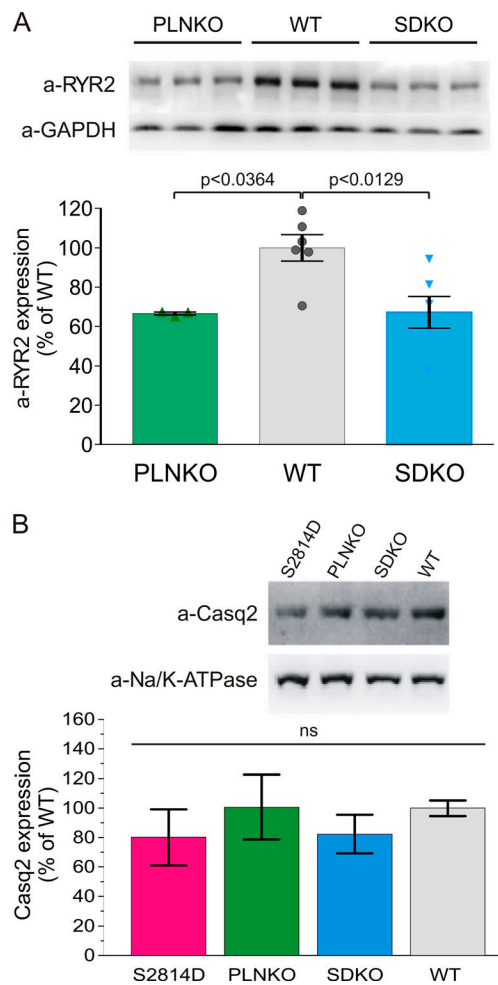 A
PLNKO WT SDKO
a-RYR2
a-GAPDH
p<0.0364 p<0.0129
a-RYR2 expression
(% of WT)
120
100
80
60
40
20
0
PLNKO WT SDKO
B
S2814D PLNKO SDKO WT
a-Casq2
a-Na/K-ATPase
ns
Casq2 expression
(% of WT)
160
140
120
100
80
60
40
20
0
S2814D PLNKO SDKO WT